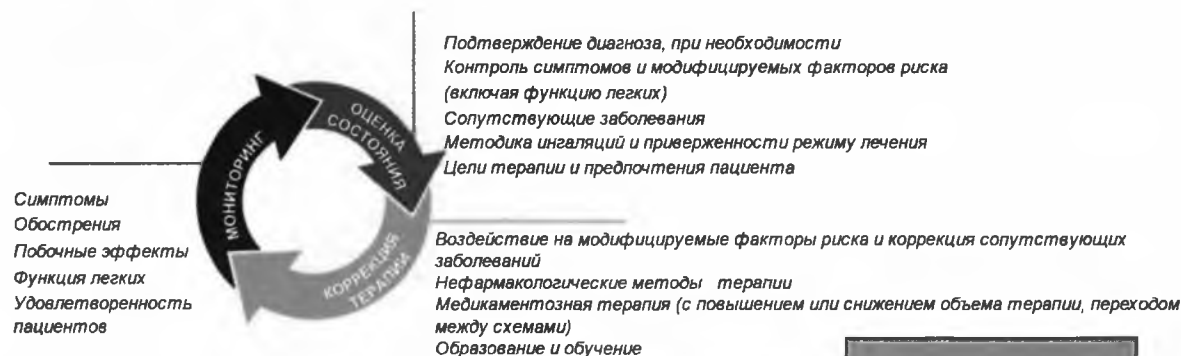 Подтверждение диагноза, при необходимости
Контроль симптомов и модифицируемых факторов риска
(включая функцию легких)
Сопутствующие заболевания
Методика ингаляций и приверженности режиму лечения
Цели терапии и предпочтения пациента
ОЦЕНКА
СОСТОЯНИЯ
МОНИТОРИНГ
КОРРЕКЦИЯ
ТЕРАПИИ
Симптомы
Обострения
Побочные эффекты
Функция легких
Удовлетворенность
пациентов
Воздействие на модифицируемые факторы риска и коррекция сопутствующих
заболеваний
Нефармакологические методы терапии
Медикаментозная терапия (с повышением или снижением объема терапии, переходом
между схемами)
Образование и обучение